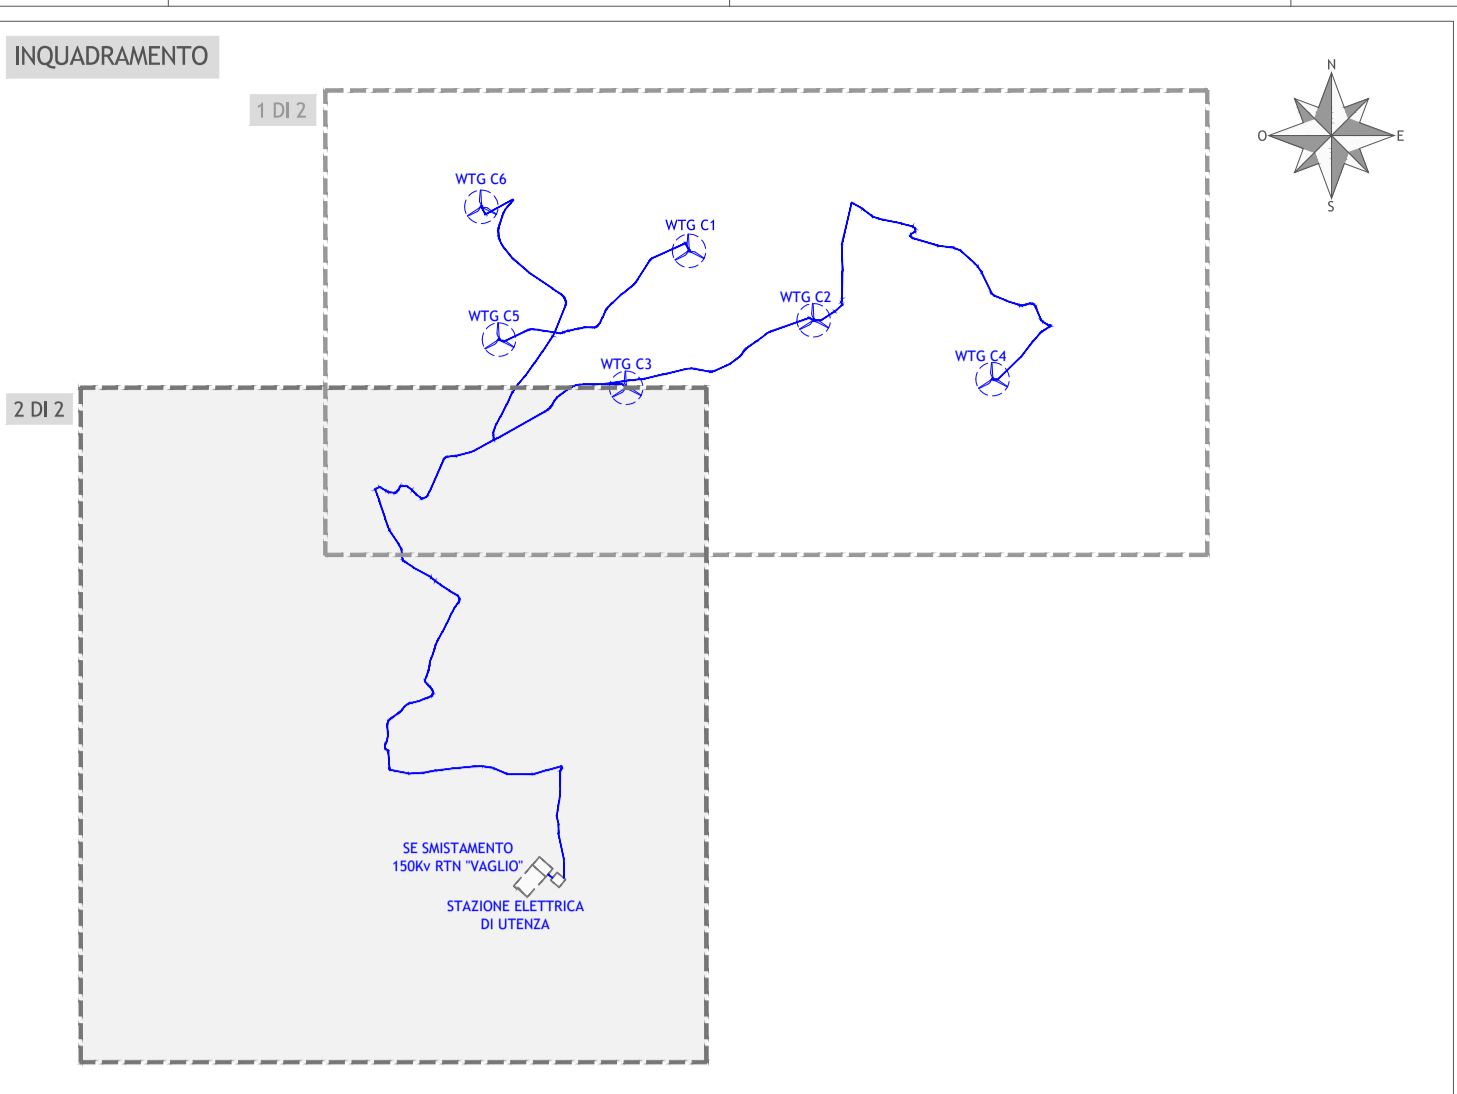 INQUADRAMENTO
N
1 DI 2
O
E
WTG C6
S
WTG C1
WTG C2
WTG C5
WTG C4
WTG C3
2 DI 2
SE SMISTAMENTO
150Kv RTN "VAGLIO"
STAZIONE ELETTRICA
DI UTENZA